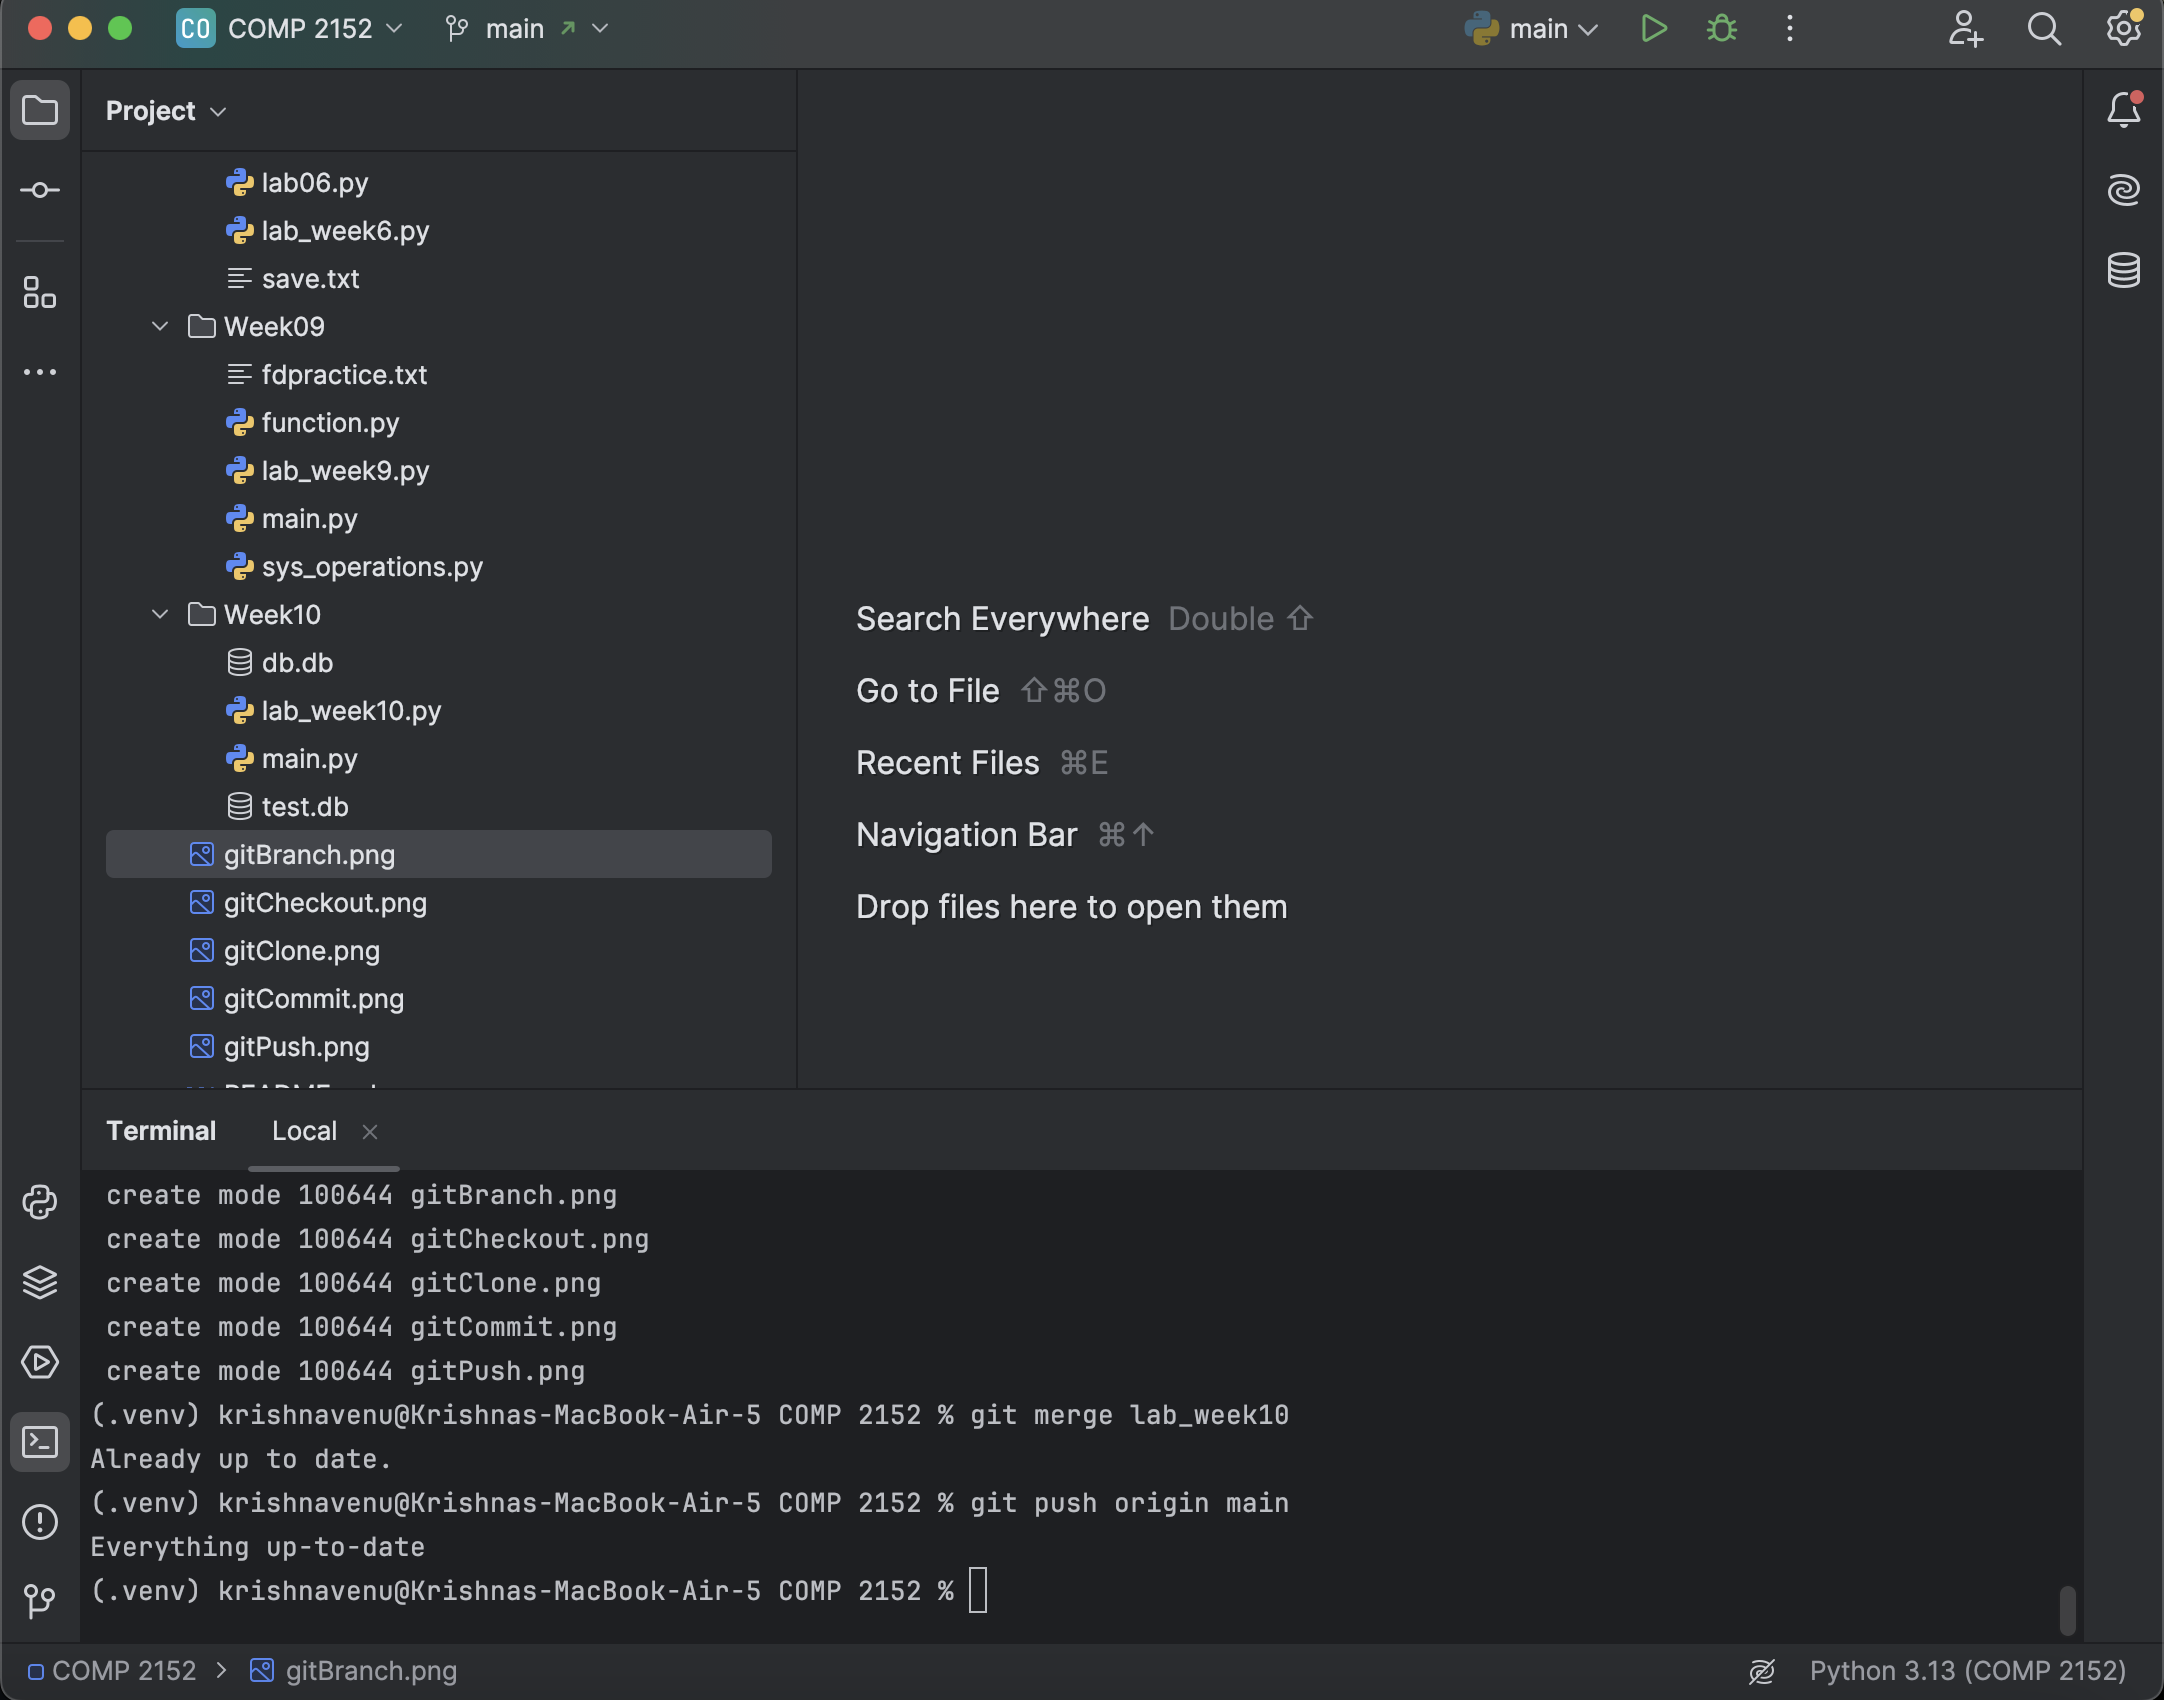 CO COMP 2152 main main
Project
lab06.py
lab_week6.py
save.txt
Week09
fdpractice.txt
function.py
lab_week9.py
main.py
sys_operations.py
Week10
db.db
lab_week10.py
main.py
test.db
gitBranch.png
gitCheckout.png
gitClone.png
gitCommit.png
gitPush.png
Search Everywhere Double ⇧
Go to File ⇧⌘O
Recent Files ⌘E
Navigation Bar ⌘↑
Drop files here to open them
Terminal Local
create mode 100644 gitBranch.png
create mode 100644 gitCheckout.png
create mode 100644 gitClone.png
create mode 100644 gitCommit.png
create mode 100644 gitPush.png
(.venv) krishnavenu@Krishnas-MacBook-Air-5 COMP 2152 % git merge lab_week10
Already up to date.
(.venv) krishnavenu@Krishnas-MacBook-Air-5 COMP 2152 % git push origin main
Everything up-to-date
(.venv) krishnavenu@Krishnas-MacBook-Air-5 COMP 2152 %
COMP 2152 > gitBranch.png Python 3.13 (COMP 2152)